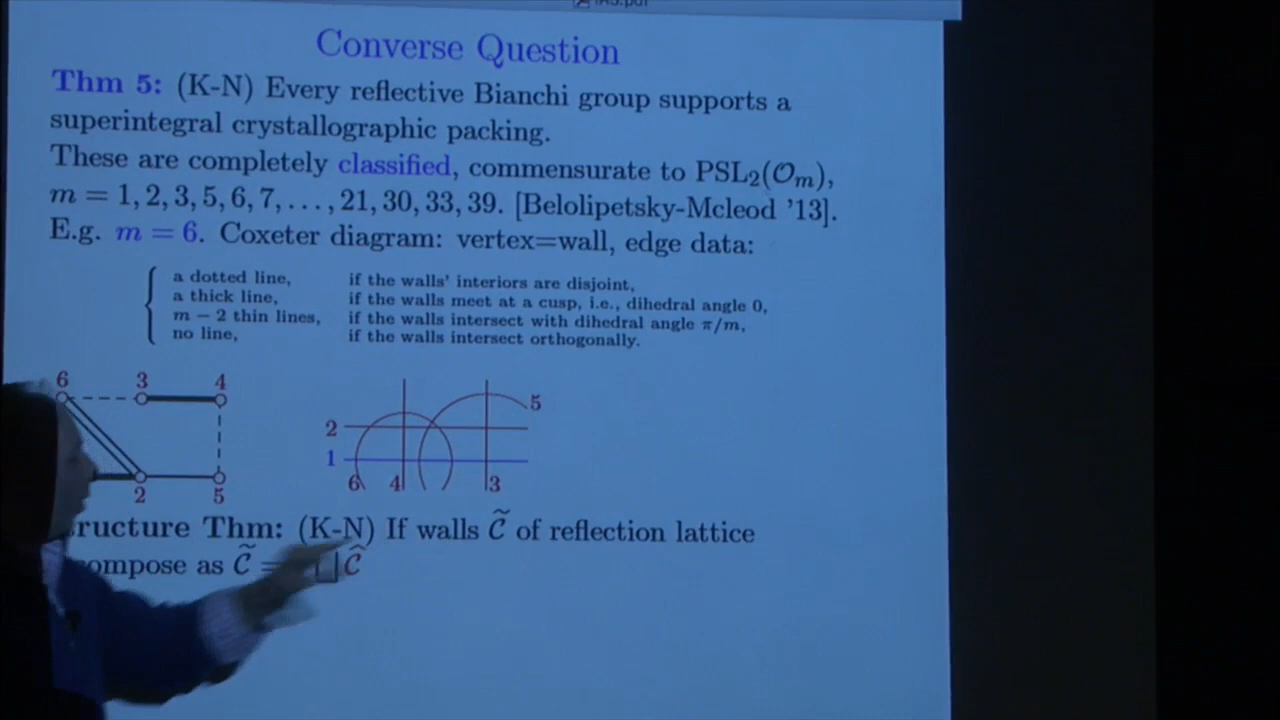 IAS.pdf
Converse Question
Thm 5: (K-N) Every reflective Bianchi group supports a
superintegral crystallographic packing.
These are completely classified, commensurate to PSL₂(𝒪ₘ),
m = 1, 2, 3, 5, 6, 7, . . . , 21, 30, 33, 39. [Belolipetsky-Mcleod '13].
E.g. m = 6. Coxeter diagram: vertex=wall, edge data:
a dotted line, if the walls' interiors are disjoint,
a thick line, if the walls meet at a cusp, i.e., dihedral angle 0,
m − 2 thin lines, if the walls intersect with dihedral angle π/m,
no line, if the walls intersect orthogonally.
6 3 4
2 5
5
2
1
6 4 3
Thm: (K-N) If walls 𝒞̃ of reflection lattice
as 𝒞̃ = ⊔ 𝒞̂